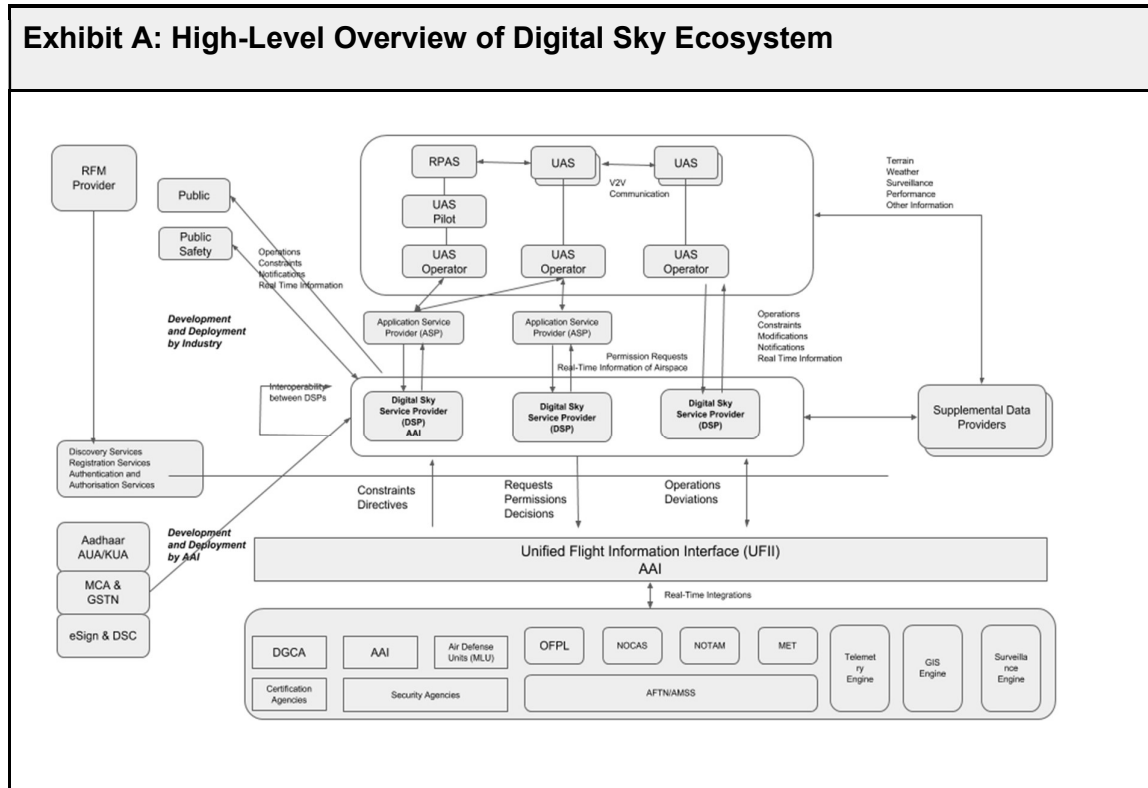 Exhibit A: High-Level Overview of Digital Sky Ecosystem
RFM
Provider
Public
Public
Safety
Operations
Constraints
Notifications
Real Time Information
Development
and Deployment
by Industry
RPAS
UAS
UAS
V2V
Communication
UAS
Pilot
UAS
Operator
UAS
Operator
UAS
Operator
Terrain
Weather
Surveillance
Performance
Other Information
Application Service
Provider (ASP)
Application Service
Provider (ASP)
Permission Requests
Real-Time Information of Airspace
Operations
Constraints
Modifications
Notifications
Real Time Information
Interoperability
between DSPs
Digital Sky
Service Provider
(DSP)
AAI
Digital Sky
Service Provider
(DSP)
Digital Sky
Service Provider
(DSP)
Supplemental Data
Providers
Discovery Services
Registration Services
Authentication and
Authorisation Services
Constraints
Directives
Requests
Permissions
Decisions
Operations
Deviations
Aadhaar
AUA/KUA
MCA &
GSTN
eSign & DSC
Development
and Deployment
by AAI
Unified Flight Information Interface (UFII)
AAI
Real-Time Integrations
DGCA
AAI
Air Defense
Units (MLU)
OFPL
NOCAS
NOTAM
MET
Telemet
ry
Engine
GIS
Engine
Surveilla
nce
Engine
Certification
Agencies
Security Agencies
AFTN/AMSS